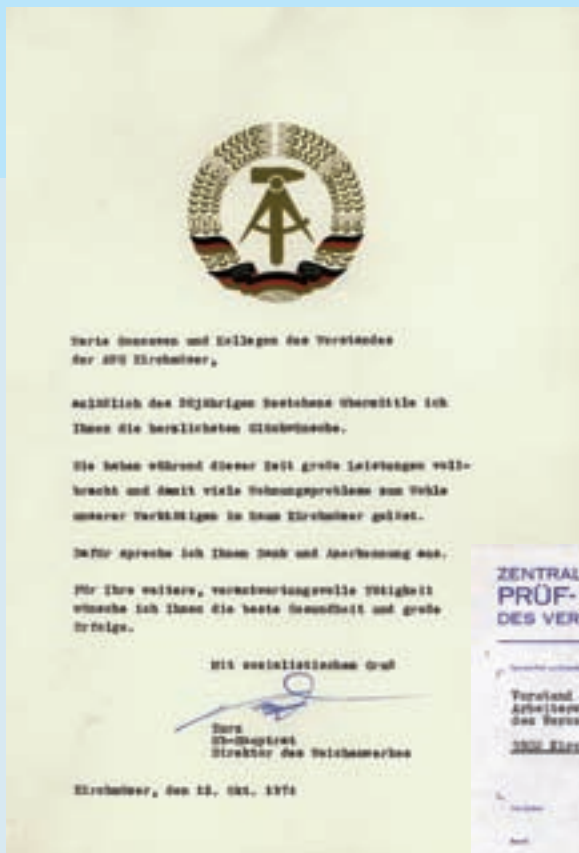 Werte Genossen und Kollegen des Vorstandes
der AWG Kirchmöser,
anläßlich des 20jährigen Bestehens übermittle ich
Ihnen die herzlichsten Glückwünsche.
Sie haben während dieser Zeit große Leistungen voll-
bracht und damit viele Wohnungsprobleme zum Wohle
unserer Werktätigen im Raum Kirchmöser gelöst.
Dafür spreche ich Ihnen Dank und Anerkennung aus.
Für Ihre weitere, verantwortungsvolle Tätigkeit
wünsche ich Ihnen die beste Gesundheit und große
Erfolge.
Mit sozialistischem Gruß
Direktor des Weichenwerkes
Kirchmöser, den 12. Okt. 1974
ZENTRAL
PRÜF-
DES VER
Vorstand